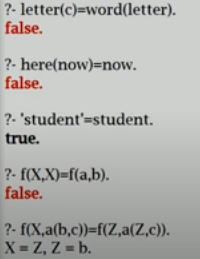 ?- letter(c)=word(letter).
false.
?- here(now)=now.
false.
?- 'student'=student.
true.
?- f(X,X)=f(a,b).
false.
?- f(X,a(b,c))=f(Z,a(Z,c)).
X = Z, Z = b.